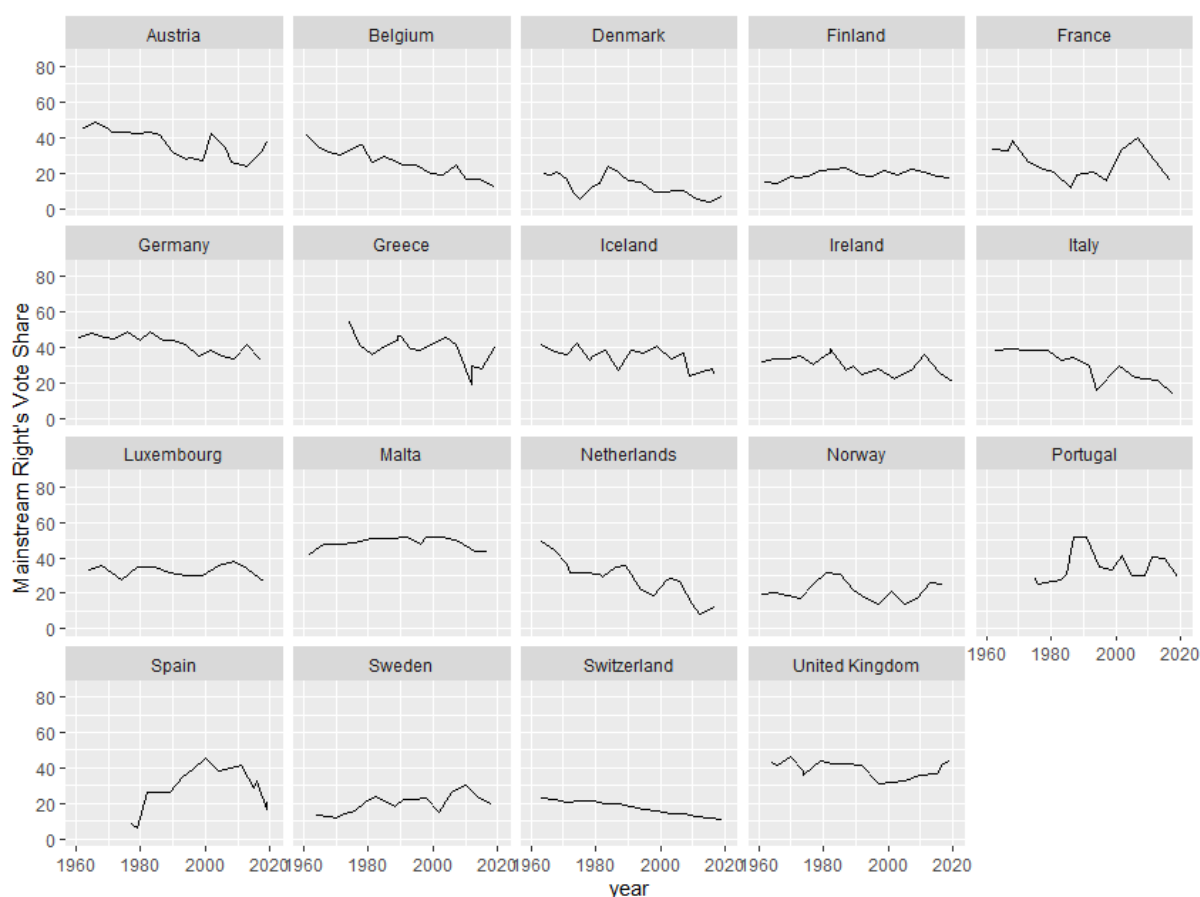 Austria Belgium Denmark Finland France
80
60
40
20
0
Germany Greece Iceland Ireland Italy
80
60
40
20
0
Mainstream Right's Vote Share
Luxembourg Malta Netherlands Norway Portugal
80
60
40
20
0
1960 1980 2000 2020
Spain Sweden Switzerland United Kingdom
80
60
40
20
0
1960 1980 2000 2020 1960 1980 2000 2020 1960 1980 2000 2020 1960 1980 2000 2020
year